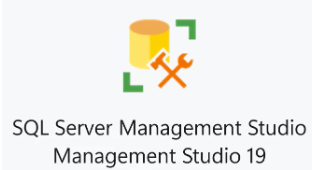 SQL Server Management Studio
Management Studio 19